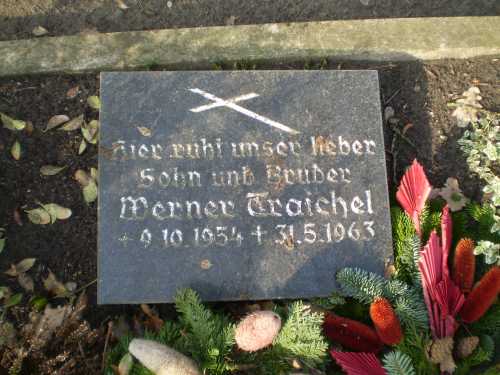 Hier ruht unser lieber
Sohn und Bruder
Werner Traichel
+ 9.10.1954 + 31.5.1963